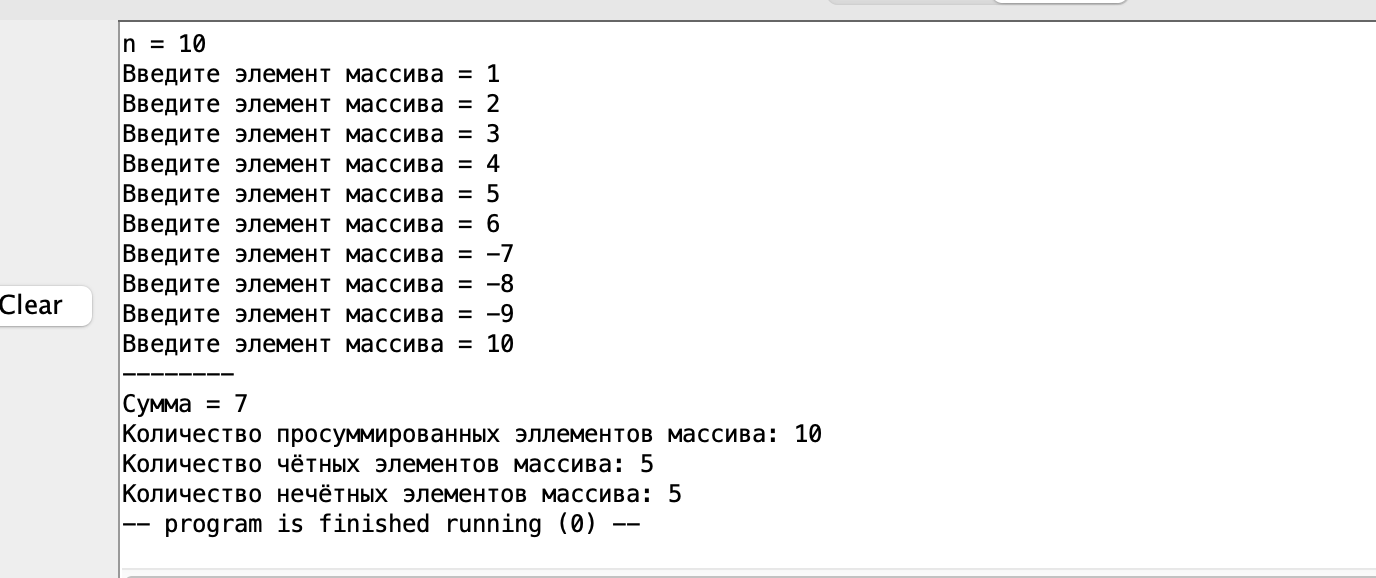 n = 10
Введите элемент массива = 1
Введите элемент массива = 2
Введите элемент массива = 3
Введите элемент массива = 4
Введите элемент массива = 5
Введите элемент массива = 6
Введите элемент массива = -7
Введите элемент массива = -8
Введите элемент массива = -9
Введите элемент массива = 10
--------
Сумма = 7
Количество просуммированных эллементов массива: 10
Количество чётных элементов массива: 5
Количество нечётных элементов массива: 5
-- program is finished running (0) --
Clear